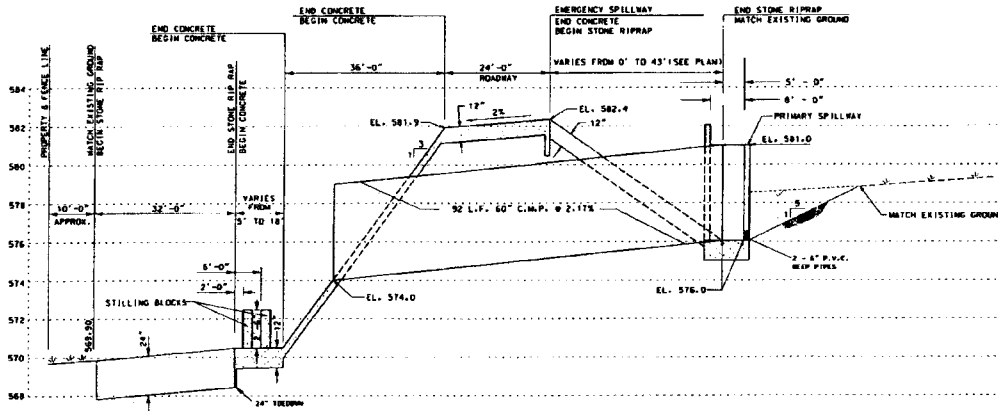 END CONCRETE
BEGIN CONCRETE
EMERGENCY SPILLWAY
END CONCRETE
BEGIN STONE RIPRAP
END STONE RIPRAP
MATCH EXISTING GROUND
END CONCRETE
BEGIN CONCRETE
36'-0"
24'-0"
ROADWAY
VARIES FROM 0' TO 43'(SEE PLAN)
5' - 0"
6' - 0"
PROPERTY & FENCE LINE
MATCH EXISTING GROUND
BEGIN STONE RIP RAP
END STONE RIP RAP
BEGIN CONCRETE
584
582
580
578
576
574
572
570
568
EL. 581.9
12"
2%
EL. 582.4
12"
PRIMARY SPILLWAY
EL. 581.0
3
1
10'-0"
APPROX.
32'-0"
VARIES
FROM
5' TO 18'
92 L.F. 60" C.M.P. @ 2.17%
5
1
MATCH EXISTING GROUND
6'-0"
2'-0"
STILLING BLOCKS
EL. 574.0
EL. 576.0
2 - 6" P.V.C.
WEEP PIPES
569.90
24"
12"
24" TOEDOWN